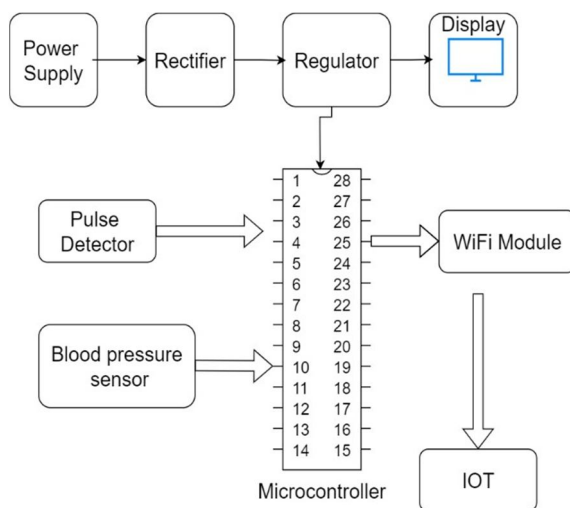 Power
Supply
Rectifier
Regulator
Display
1 28
2 27
3 26
4 25
5 24
6 23
7 22
8 21
9 20
10 19
11 18
12 17
13 16
14 15
Pulse
Detector
WiFi Module
Blood pressure
sensor
IOT
Microcontroller